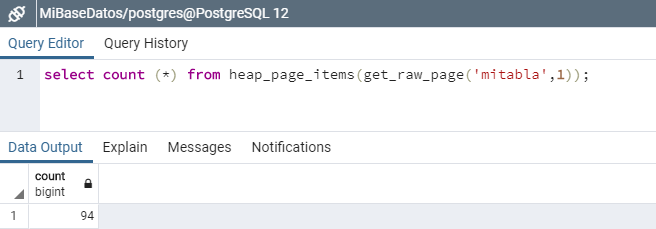 MiBaseDatos/postgres@PostgreSQL 12
Query Editor Query History
1 select count (*) from heap_page_items(get_raw_page('mitabla',1));
Data Output Explain Messages Notifications
count
bigint
1 94